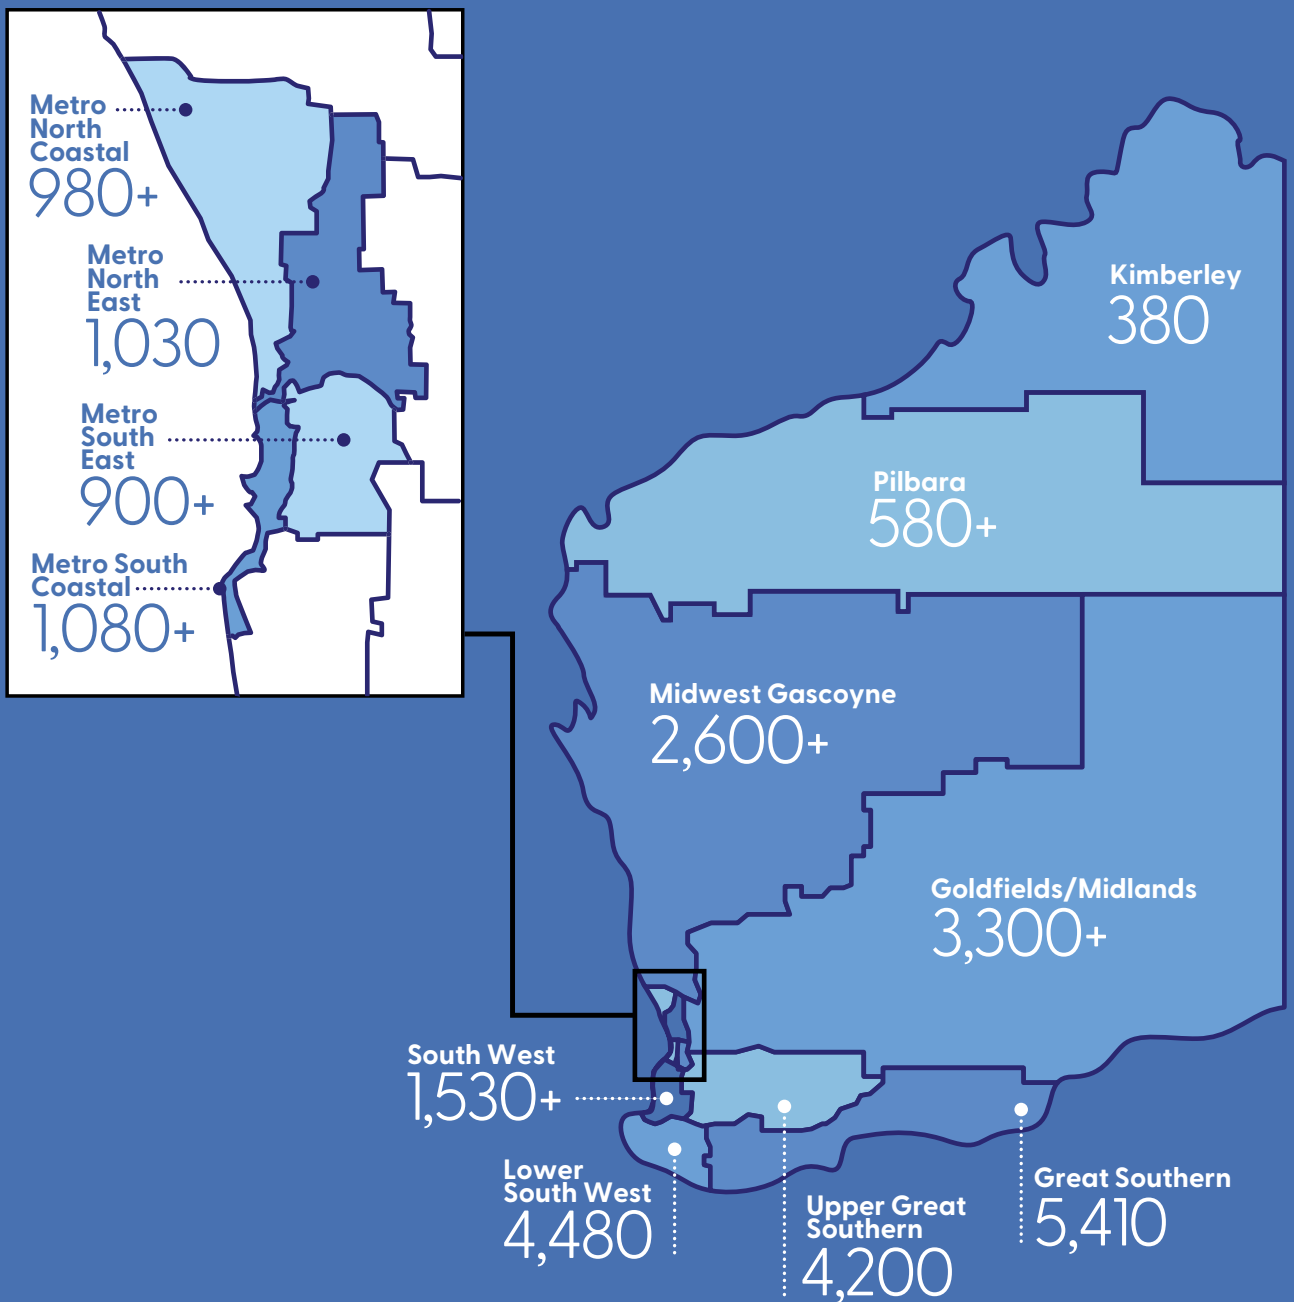 Metro
North
Coastal
980+
Metro
North
East
1,030
Metro
South
East
900+
Metro South
Coastal
1,080+
Kimberley
380
Pilbara
580+
Midwest Gascoyne
2,600+
Goldfields/Midlands
3,300+
South West
1,530+
Lower
South West
4,480
Upper Great
Southern
4,200
Great Southern
5,410